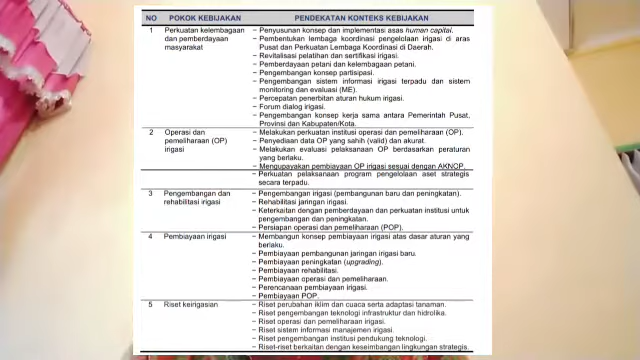 NO POKOK KEBIJAKAN PENDEKATAN KONTEKS KEBIJAKAN
1 Perkuatan kelembagaan dan pemberdayaan masyarakat
− Penyusunan konsep dan implementasi asas human capital.
− Pembentukan lembaga koordinasi pengelolaan irigasi di aras
Pusat dan Perkuatan Lembaga Koordinasi di Daerah.
− Revitalisasi pelatihan dan sertifikasi irigasi.
− Pemberdayaan petani dan kelembagaan petani.
− Pengembangan konsep partisipasi.
− Pengembangan sistem informasi irigasi terpadu dan sistem
monitoring dan evaluasi (ME).
− Percepatan penerbitan aturan hukum irigasi.
− Forum dialog irigasi.
− Pengembangan konsep kerja sama antara Pemerintah Pusat,
Provinsi dan Kabupaten/Kota.
2 Operasi dan pemeliharaan (OP) irigasi
− Melakukan perkuatan institusi operasi dan pemeliharaan (OP).
− Penyediaan data OP yang sahih (valid) dan akurat.
− Melakukan evaluasi pelaksanaan OP berdasarkan peraturan
yang berlaku.
− Mengupayakan pembiayaan OP irigasi sesuai dengan AKNOP.
− Perkuatan pelaksanaan program pengelolaan aset strategis
secara terpadu.
3 Pengembangan dan rehabilitasi irigasi
− Pengembangan irigasi (pembangunan baru dan peningkatan).
− Rehabilitasi jaringan irigasi.
− Keterkaitan dengan pemberdayaan dan perkuatan institusi untuk
pengembangan dan peningkatan.
− Persiapan operasi dan pemeliharaan (POP).
4 Pembiayaan irigasi
− Membangun konsep pembiayaan irigasi atas dasar aturan yang
berlaku.
− Pembiayaan pembangunan jaringan irigasi baru.
− Pembiayaan peningkatan (upgrading).
− Pembiayaan rehabilitasi.
− Pembiayaan operasi dan pemeliharaan.
− Perencanaan pembiayaan irigasi.
− Pembiayaan POP.
5 Riset keirigasian
− Riset perubahan iklim dan cuaca serta adaptasi tanaman.
− Riset pengembangan teknologi infrastruktur dan hidrolika.
− Riset operasi dan pemeliharaan irigasi.
− Riset sistem informasi manajemen irigasi.
− Riset pengembangan institusi pendukung teknologi.
− Riset-riset berkaitan dengan keseimbangan lingkungan strategis.